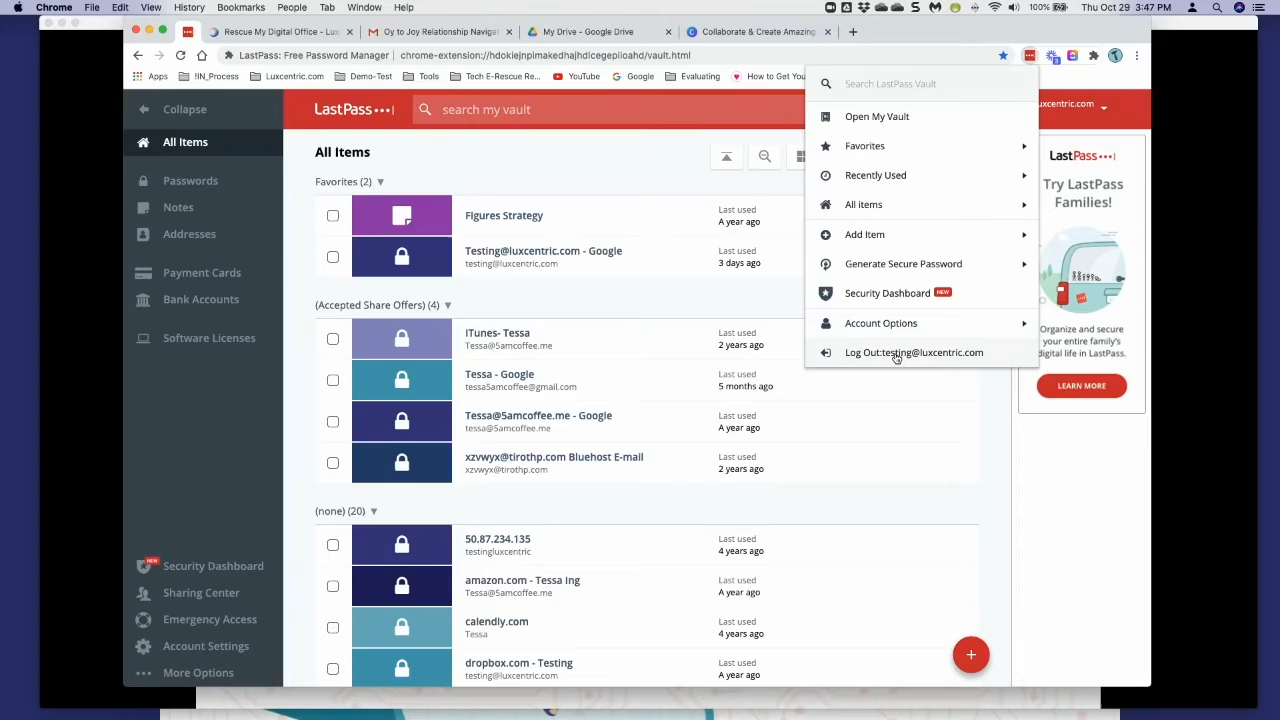 Chrome File Edit View History Bookmarks People Tab Window Help
100% Thu Oct 29 3:47 PM
Rescue My Digital Office - Lu × Oy to Joy Relationship Navigat × My Drive - Google Drive × Collaborate & Create Amazing ×
LastPass: Free Password Manager | chrome-extension://hdokiejnpimakedhajhdlcegeplioahd/vault.html
Apps !IN_Process Luxcentric.com Demo-Test Tools Tech E-Rescue Re... YouTube Google Evaluating How to Get You
Collapse
All Items
Passwords
Notes
Addresses
Payment Cards
Bank Accounts
Software Licenses
NEW
Security Dashboard
Sharing Center
Emergency Access
Account Settings
More Options
LastPass
search my vault
uxcentric.com
All Items
Favorites (2)
Figures Strategy
Last used
A year ago
Testing@luxcentric.com - Google
testing@luxcentric.com
Last used
3 days ago
(Accepted Share Offers) (4)
ITunes- Tessa
Tessa@5amcoffee.me
Last used
2 years ago
Tessa - Google
tessa5amcoffee@gmail.com
Last used
5 months ago
Tessa@5amcoffee.me - Google
tessa@5amcoffee.me
Last used
A year ago
xzvwyx@tirothp.com Bluehost E-mail
xzvwyx@tirothp.com
Last used
2 years ago
(none) (20)
50.87.234.135
testingluxcentric
Last used
4 years ago
amazon.com - Tessa Ing
Tessa@5amcoffee.me
Last used
A year ago
calendly.com
Tessa
Last used
4 years ago
dropbox.com - Testing
testing@luxcentric.com
Last used
A year ago
Search LastPass Vault
Open My Vault
Favorites
Recently Used
All items
Add Item
Generate Secure Password
Security Dashboard NEW
Account Options
Log Out:testing@luxcentric.com
LastPass
Try LastPass
Families!
Organize and secure
your entire family's
digital life in LastPass.
LEARN MORE